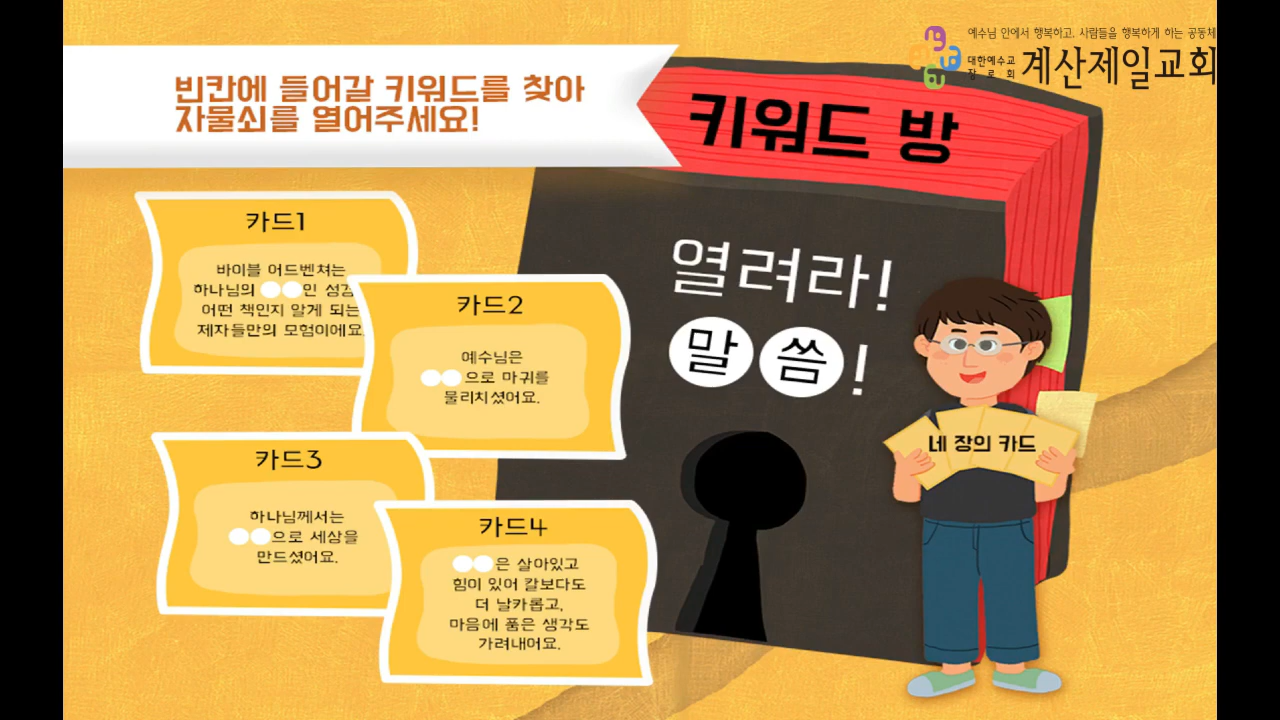 예수님 안에서 행복하고, 사람들을 행복하게 하는 공동체
대한예수교
장로회
계산제일교회
빈칸에 들어갈 키워드를 찾아
자물쇠를 열어주세요!
키워드 방
카드1
바이블 어드벤쳐는
하나님의 ●●인 성경
어떤 책인지 알게 되는
제자들만의 모험이에요
카드2
예수님은
●●으로 마귀를
물리치셨어요.
카드3
하나님께서는
●●으로 세상을
만드셨어요.
카드4
●●은 살아있고
힘이 있어 칼보다도
더 날카롭고,
마음에 품은 생각도
가려내어요.
열려라!
말씀!
네 장의 카드